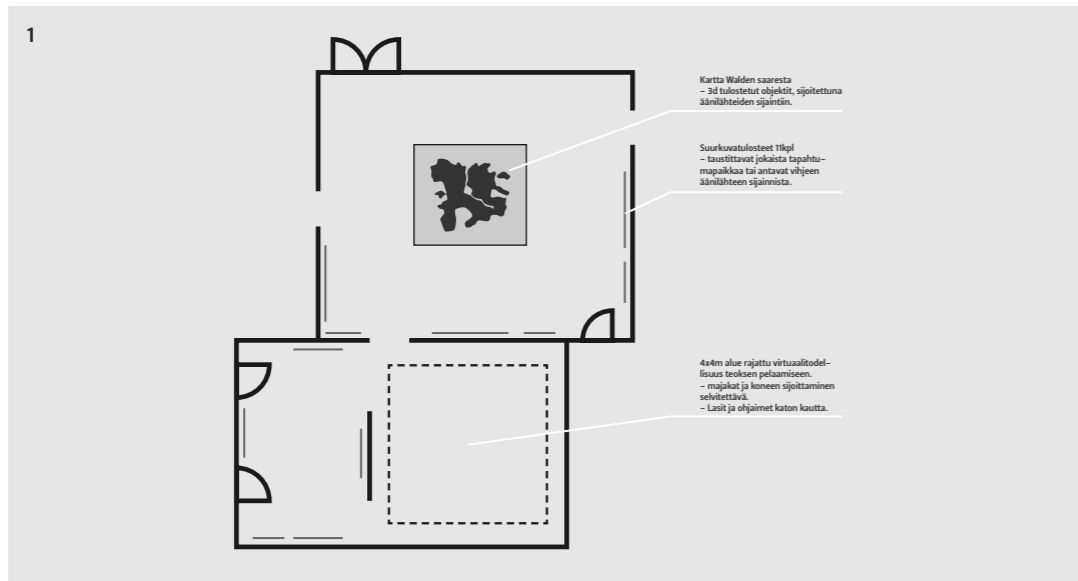 1
Kartta Walden saaresta
– 3d tulostetut objektit, sijoitettuna
äänilähteiden sijaintiin.
Suurkuvatulosteet 11kpl
– taustittavat jokaista tapahtu–
mapaikkaa tai antavat vihjeen
äänilähteen sijainnista.
4x4m alue rajattu virtuaalitodel–
lisuus teoksen pelaamiseen.
– majakat ja koneen sijoittaminen
selvitettävä.
– Lasit ja ohjaimet katon kautta.